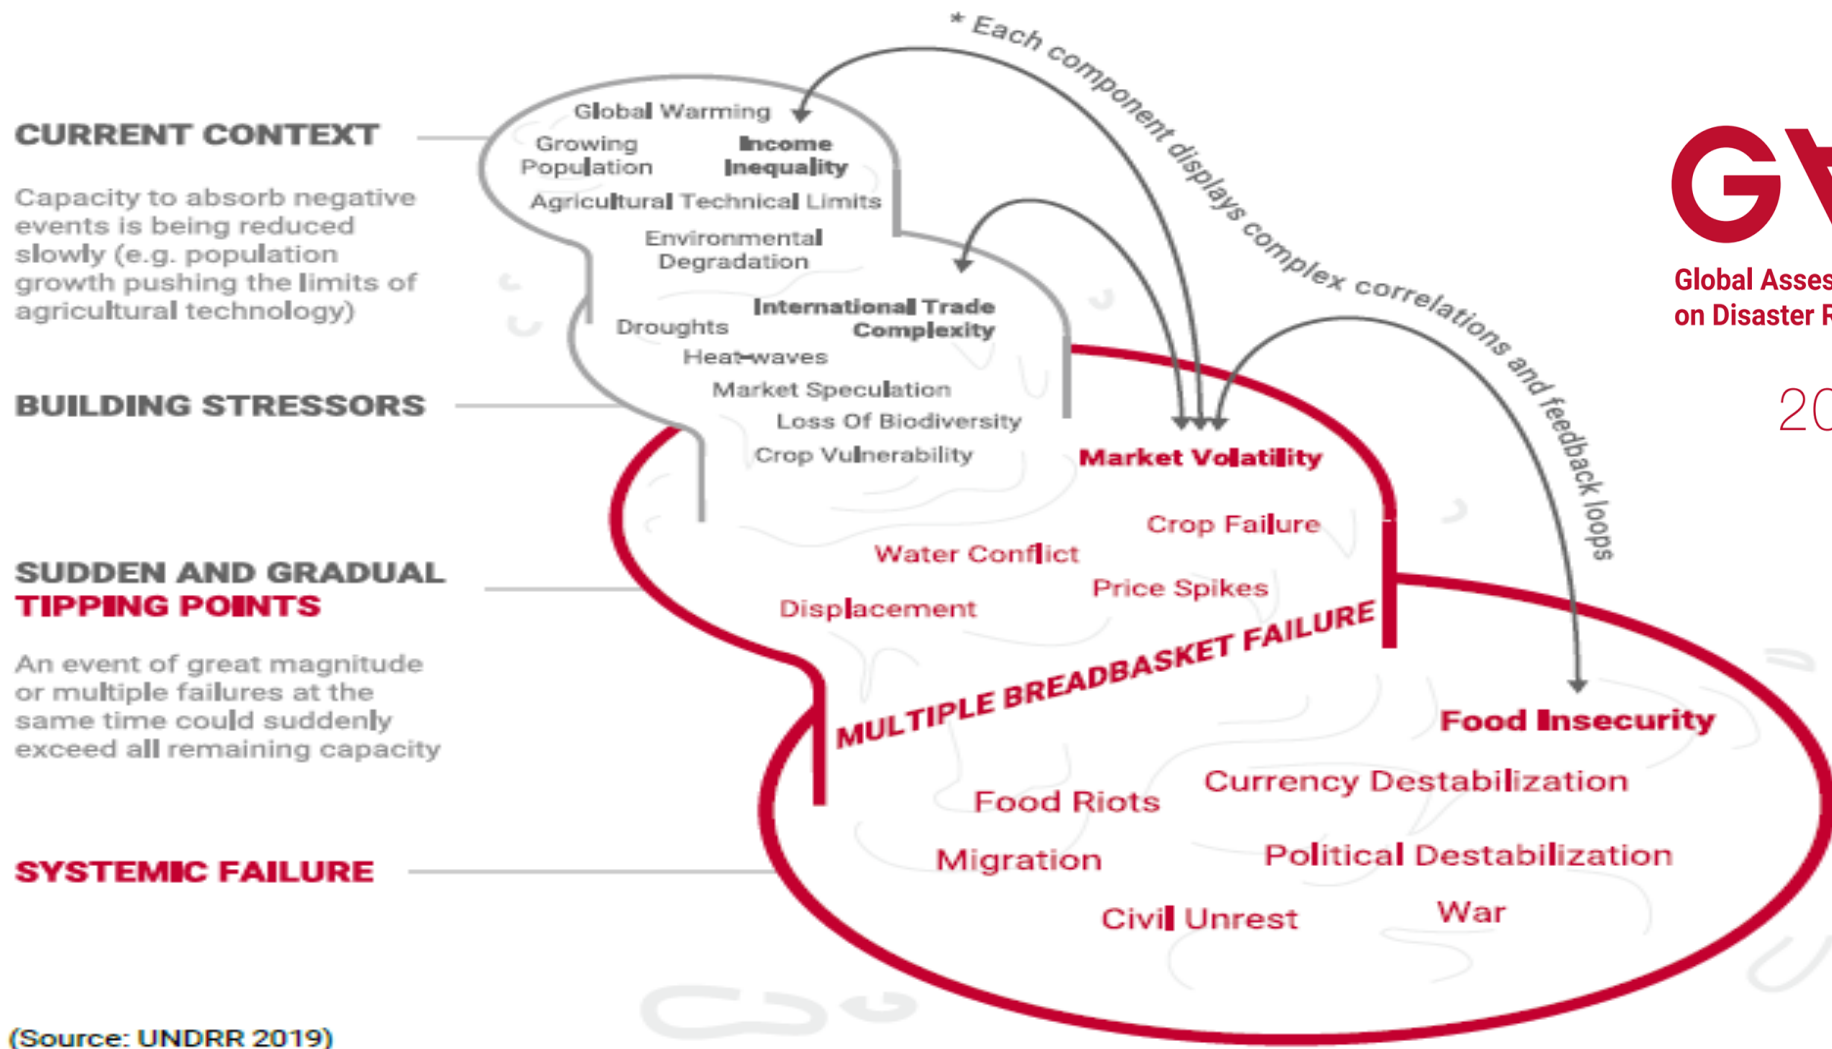 * Each component displays complex correlations and feedback loops
CURRENT CONTEXT
Capacity to absorb negative
events is being reduced
slowly (e.g. population
growth pushing the limits of
agricultural technology)
Global Warming
Growing
Population
Income
Inequality
Agricultural Technical Limits
Environmental
Degradation
BUILDING STRESSORS
International Trade
Complexity
Droughts
Heat-waves
Market Speculation
Loss Of Biodiversity
Crop Vulnerability
SUDDEN AND GRADUAL
TIPPING POINTS
An event of great magnitude
or multiple failures at the
same time could suddenly
exceed all remaining capacity
Market Volatility
Crop Failure
Water Conflict
Price Spikes
Displacement
MULTIPLE BREADBASKET FAILURE
SYSTEMIC FAILURE
Food Insecurity
Currency Destabilization
Food Riots
Political Destabilization
Migration
War
Civil Unrest
Global
on Disaster
20
(Source: UNDRR 2019)